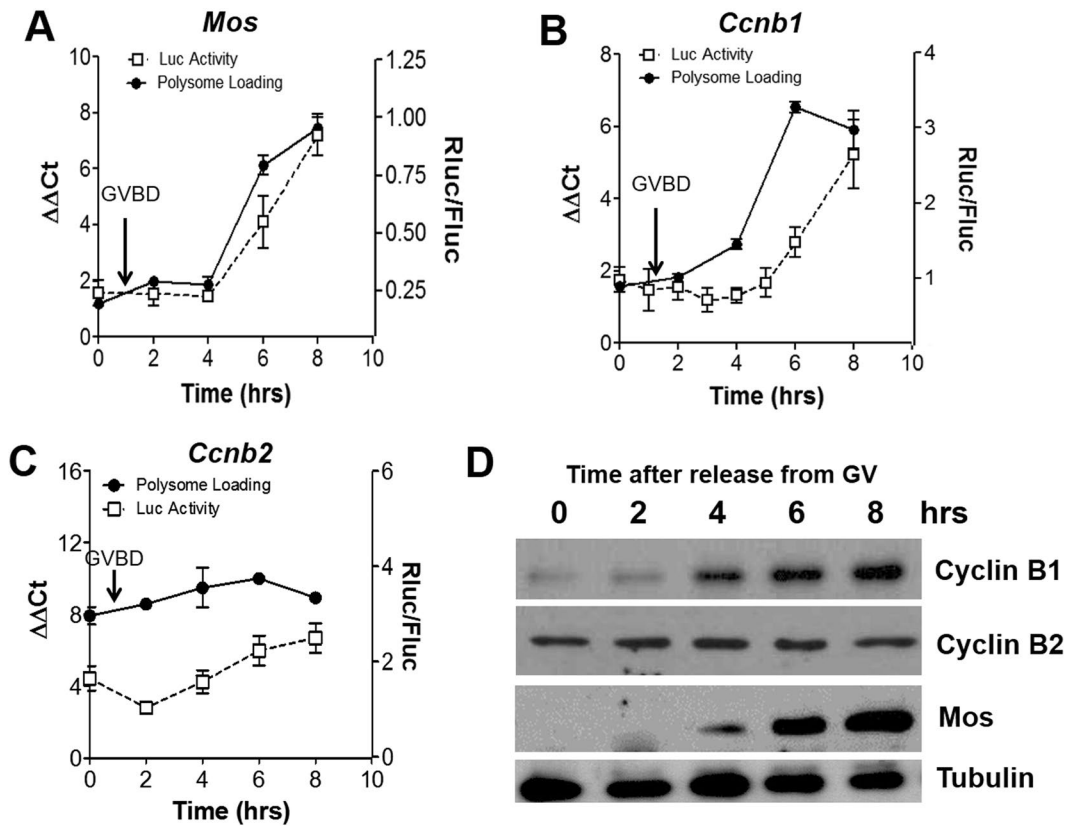 A
Mos
Luc Activity
Polysome Loading
10
8
6
4
2
0
ΔΔCt
GVBD
1.25
1.00
0.75
0.50
0.25
Rluc/Fluc
0 2 4 6 8 10
Time (hrs)
B
Ccnb1
Luc Activity
Polysome Loading
8
6
4
2
0
ΔΔCt
GVBD
4
3
2
1
Rluc/Fluc
0 2 4 6 8 10
Time (hrs)
C
Ccnb2
Polysome Loading
Luc Activity
16
12
8
4
0
ΔΔCt
GVBD
6
4
2
0
Rluc/Fluc
0 2 4 6 8 10
Time (hrs)
D
Time after release from GV
0 2 4 6 8 hrs
Cyclin B1
Cyclin B2
Mos
Tubulin